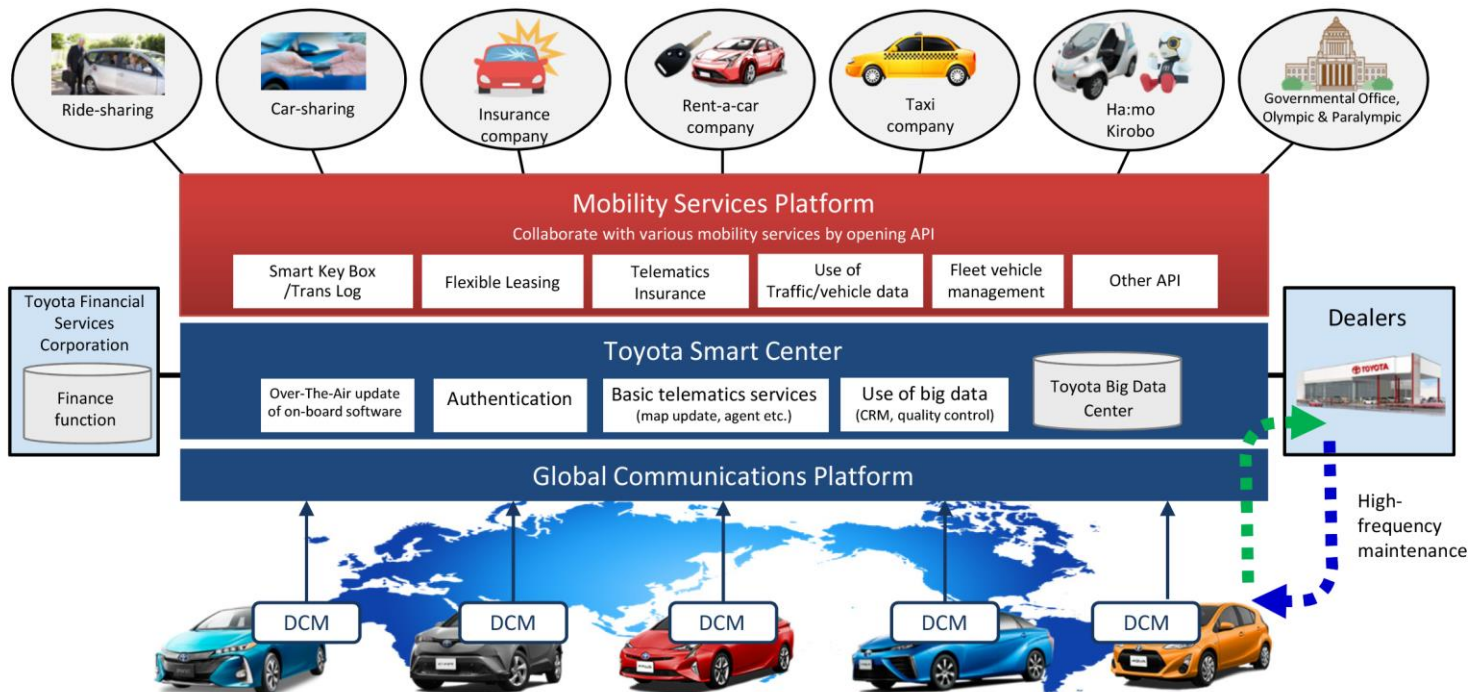 Ride-sharing
Car-sharing
Insurance
company
Rent-a-car
company
Taxi
company
Ha:mo
Kirobo
Governmental Office,
Olympic & Paralympic
Mobility Services Platform
Collaborate with various mobility services by opening API
Smart Key Box
/Trans Log
Flexible Leasing
Telematics
Insurance
Use of
Traffic/vehicle data
Fleet vehicle
management
Other API
Toyota Financial
Services
Corporation
Finance
function
Toyota Smart Center
Over-The-Air update
of on-board software
Authentication
Basic telematics services
(map update, agent etc.)
Use of big data
(CRM, quality control)
Toyota Big Data
Center
Dealers
TOYOTA
Global Communications Platform
High-
frequency
maintenance
DCM
DCM
DCM
DCM
DCM